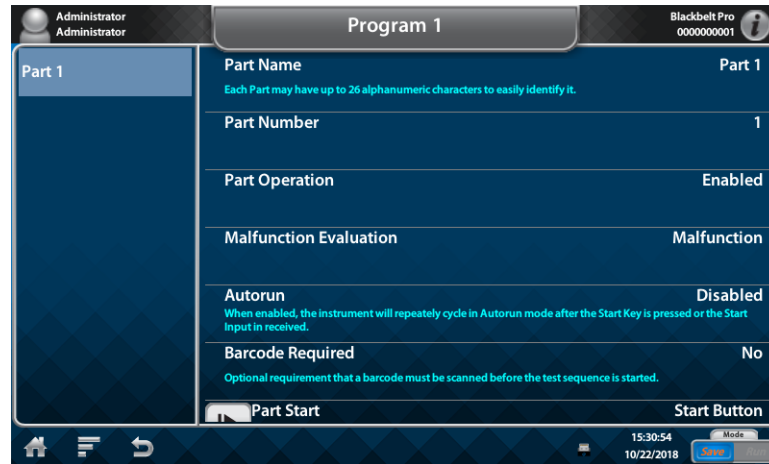 Administrator
Administrator
Program 1
Blackbelt Pro
0000000001
i
Part 1
Part Name
Part 1
Each Part may have up to 26 alphanumeric characters to easily identify it.
Part Number
1
Part Operation
Enabled
Malfunction Evaluation
Malfunction
Autorun
Disabled
When enabled, the instrument will repeately cycle in Autorun mode after the Start Key is pressed or the Start
Input in received.
Barcode Required
No
Optional requirement that a barcode must be scanned before the test sequence is started.
Part Start
Start Button
15:30:54
10/22/2018
Mode
Save
Run